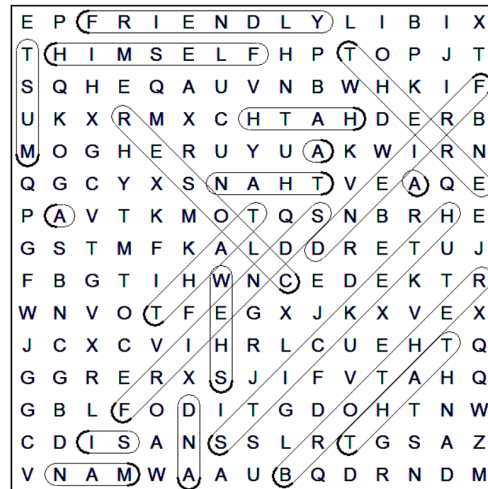 E P F R I E N D L Y L I B I X
T H I M S E L F H P T O P J T
S Q H E Q A U V N B W H K I F
U K X R M X C H T A H D E R B
M O G H E R U Y U A K W I R N
Q G C Y X S N A H T V E A Q E
P A V T K M O T Q S N B R H E
G S T M F K A L D D R E T U J
F B G T I H W N C E D E K T R
W N V O T F E G X J K X V E X
J C X C V I H R L C U E H T Q
G G R E R X S J I F V T A H Q
G B L F O D I T G D O H T N W
C D I S A N S S L R T G S A Z
V N A M W A A U B Q D R N D M